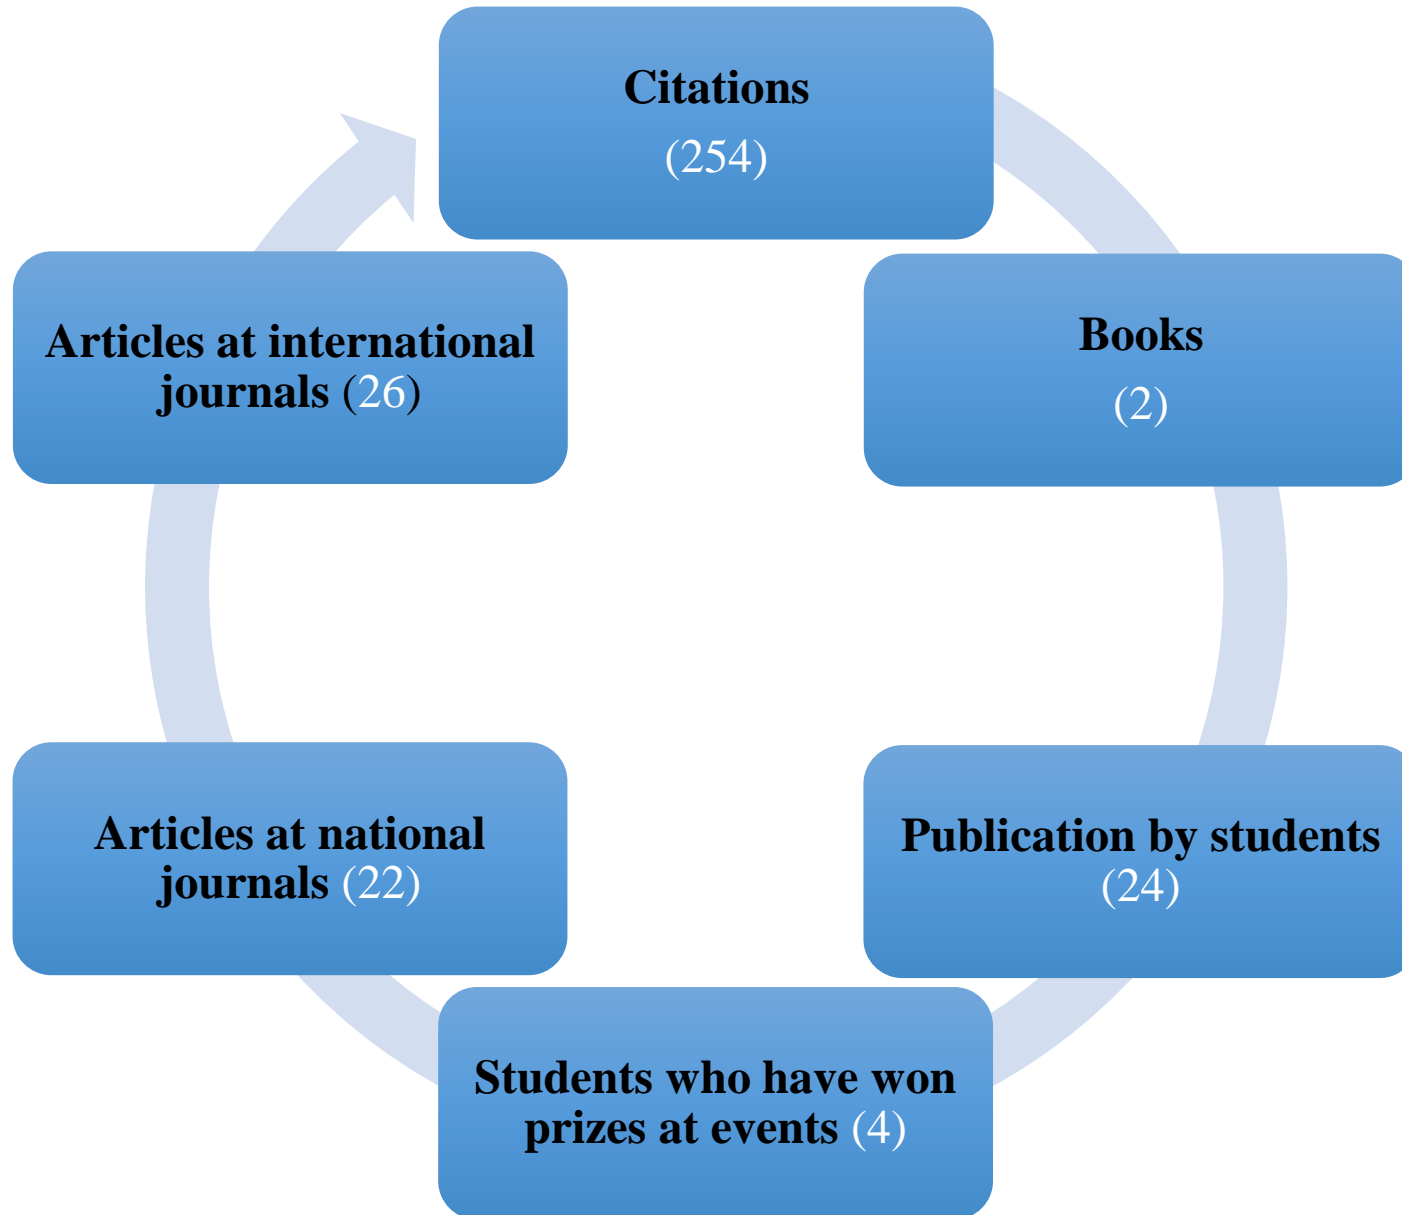 Citations
(254)
Books
(2)
Publication by students
(24)
Students who have won
prizes at events (4)
Articles at national
journals (22)
Articles at international
journals (26)